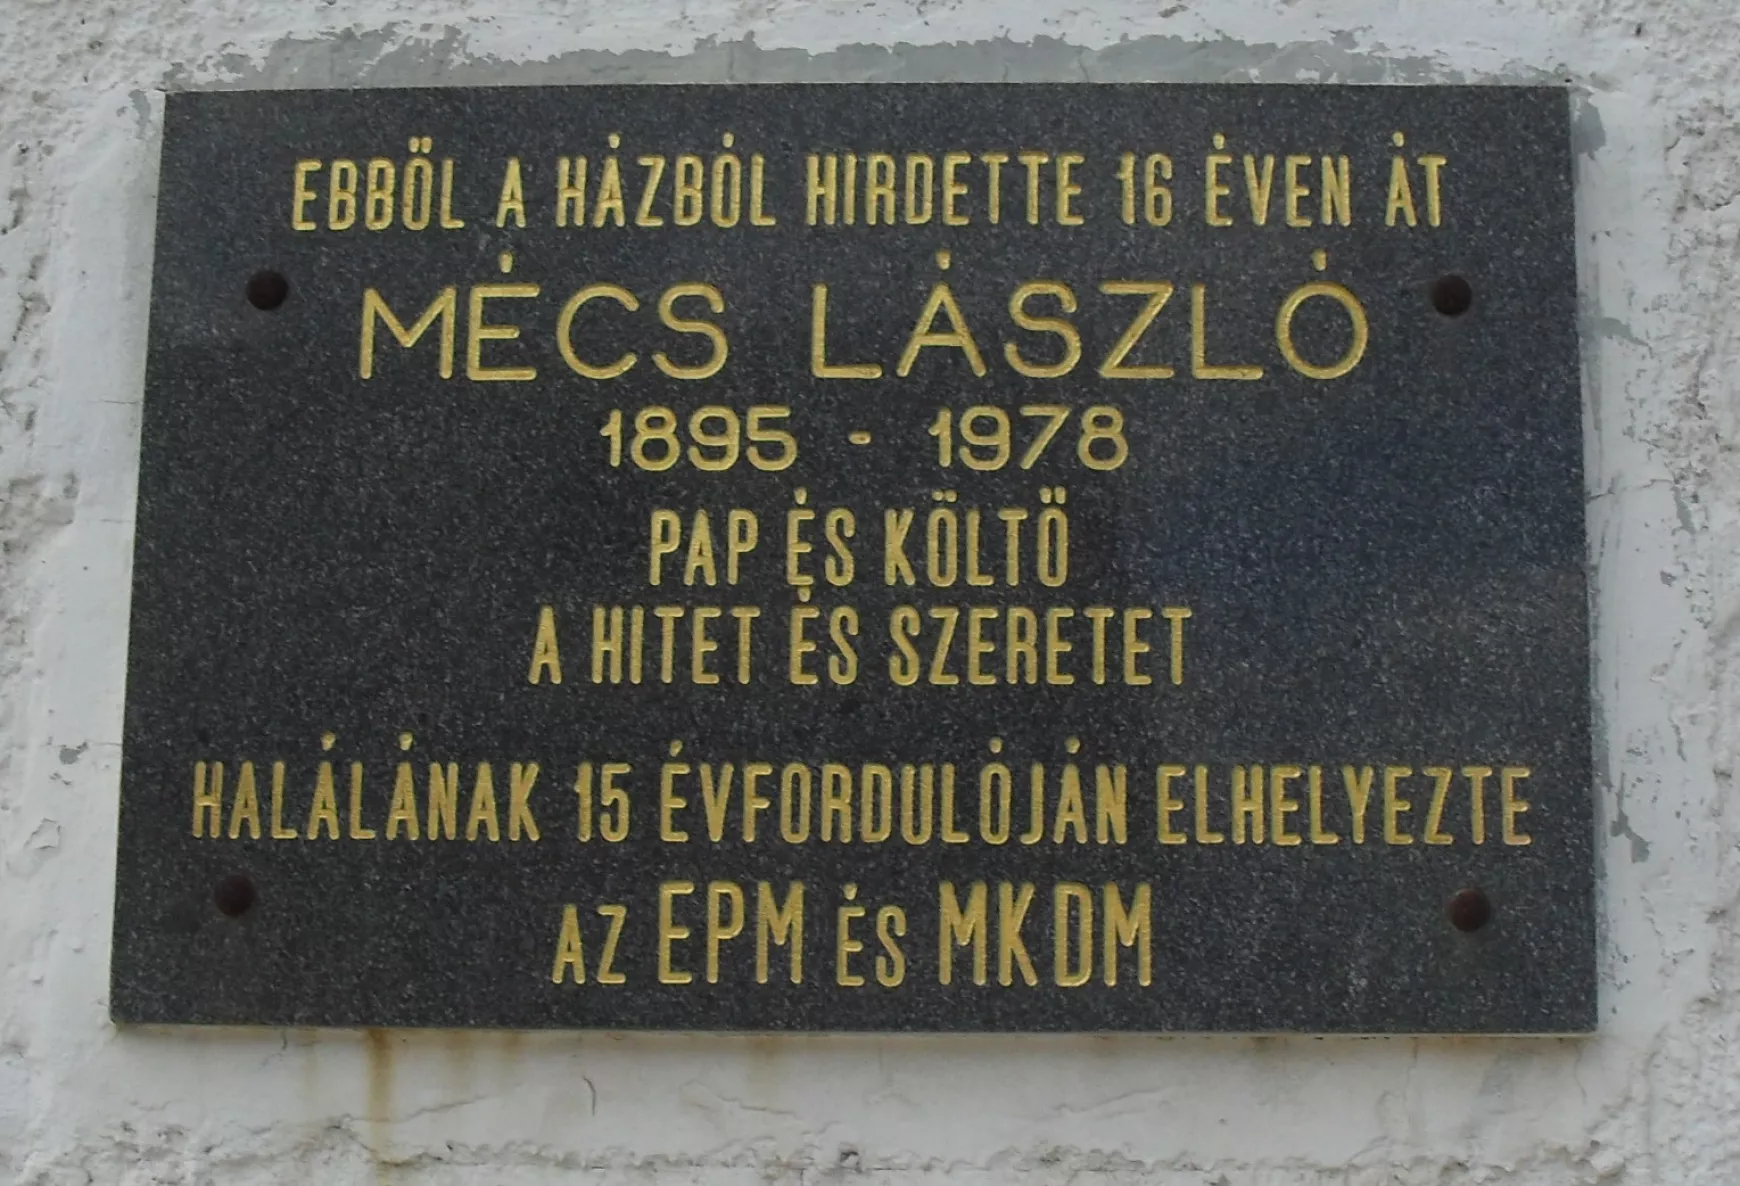 EBBŐL A HÁZBÓL HIRDETTE 16 ÉVEN ÁT
MÉCS LÁSZLÓ
1895 - 1978
PAP ÉS KÖLTŐ
A HITET ÉS SZERETET
HALÁLÁNAK 15 ÉVFORDULÓJÁN ELHELYEZTE
AZ EPM ÉS MKDM